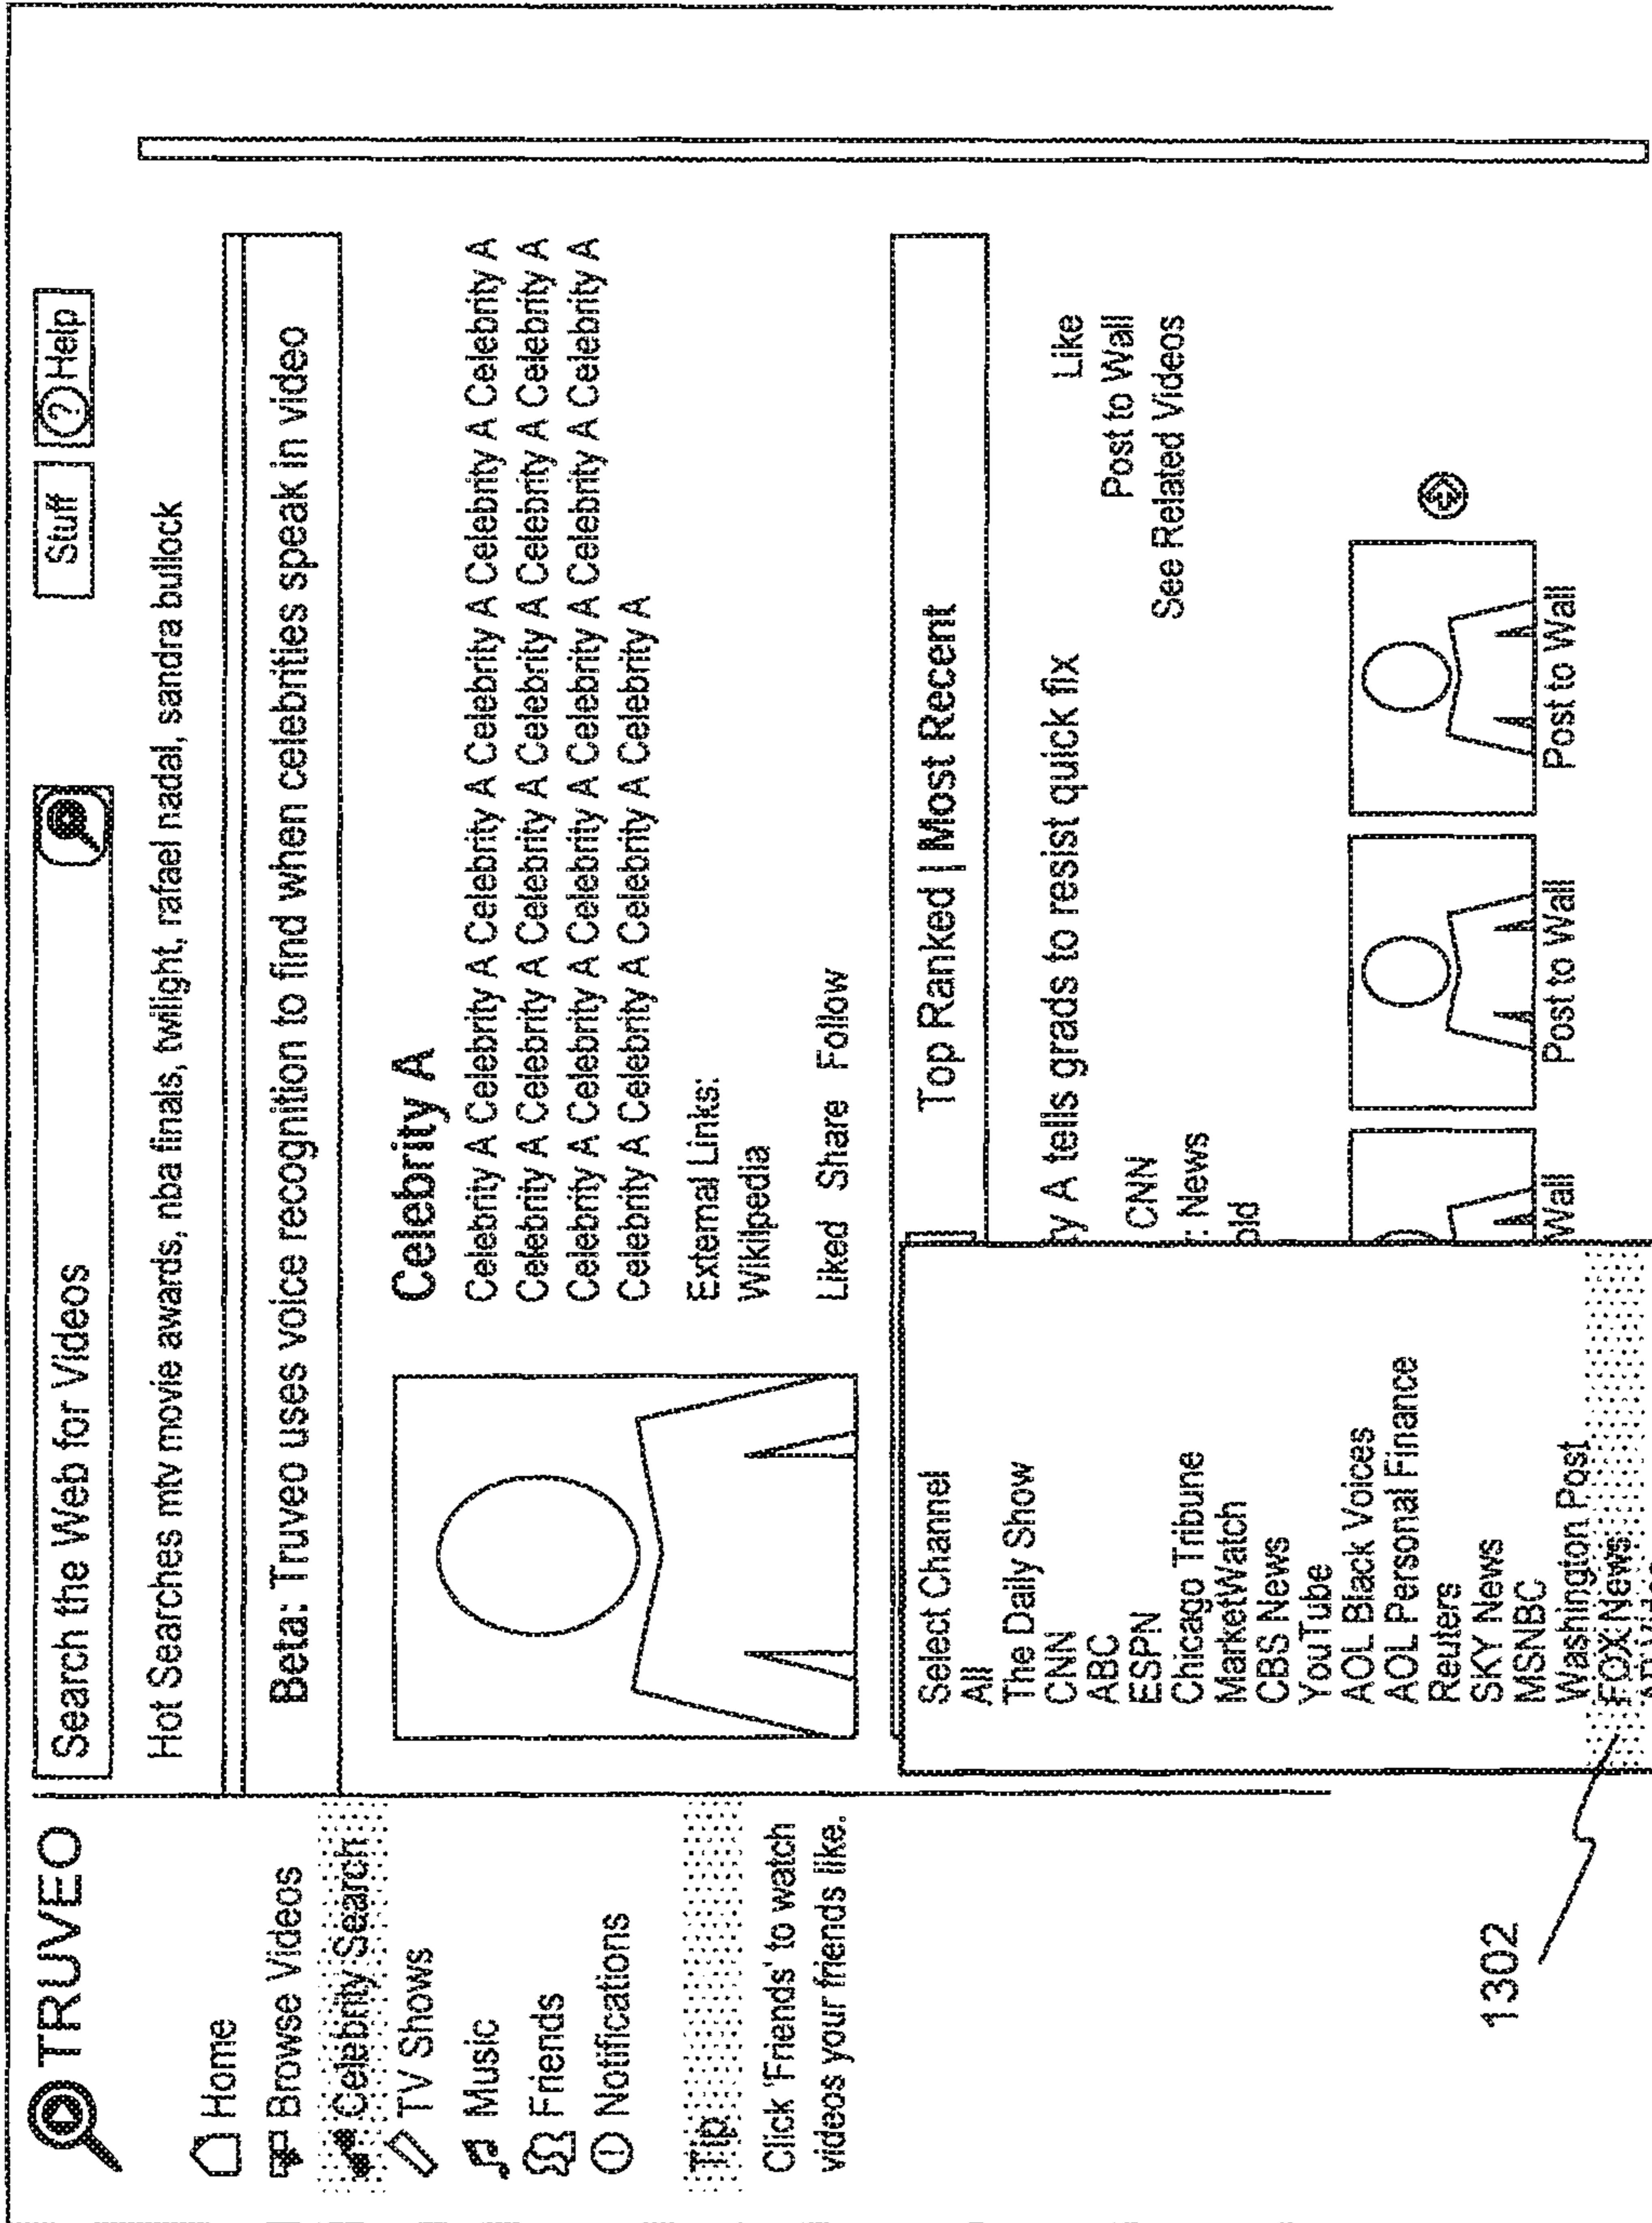 TRUVEO
Home
Browse Videos
Celebrity Search
TV Shows
Music
Friends
Notifications
Tip
Click 'Friends' to watch
videos your friends like.
Search the Web for Videos
Stuff
? Help
Hot Searches mtv movie awards, nba finals, twilight, rafael nadal, sandra bullock
Beta: Truveo uses voice recognition to find when celebrities speak in video
Celebrity A
Celebrity A Celebrity A Celebrity A Celebrity A Celebrity A Celebrity A
Celebrity A Celebrity A Celebrity A Celebrity A Celebrity A Celebrity A
Celebrity A Celebrity A Celebrity A Celebrity A Celebrity A Celebrity A
Celebrity A Celebrity A Celebrity A Celebrity A
External Links:
Wikilpedia
Liked Share Follow
Top Ranked | Most Recent
ry A tells grads to resist quick fix
CNN
: News
old
Like
Post to Wall
See Related Videos
Wall
Post to Wall
Post to Wall
Select Channel
All
The Daily Show
CNN
ABC
ESPN
Chicago Tribune
MarketWatch
CBS News
YouTube
AOL Black Voices
AOL Personal Finance
Reuters
SKY News
MSNBC
Washington Post
FOX News
1302